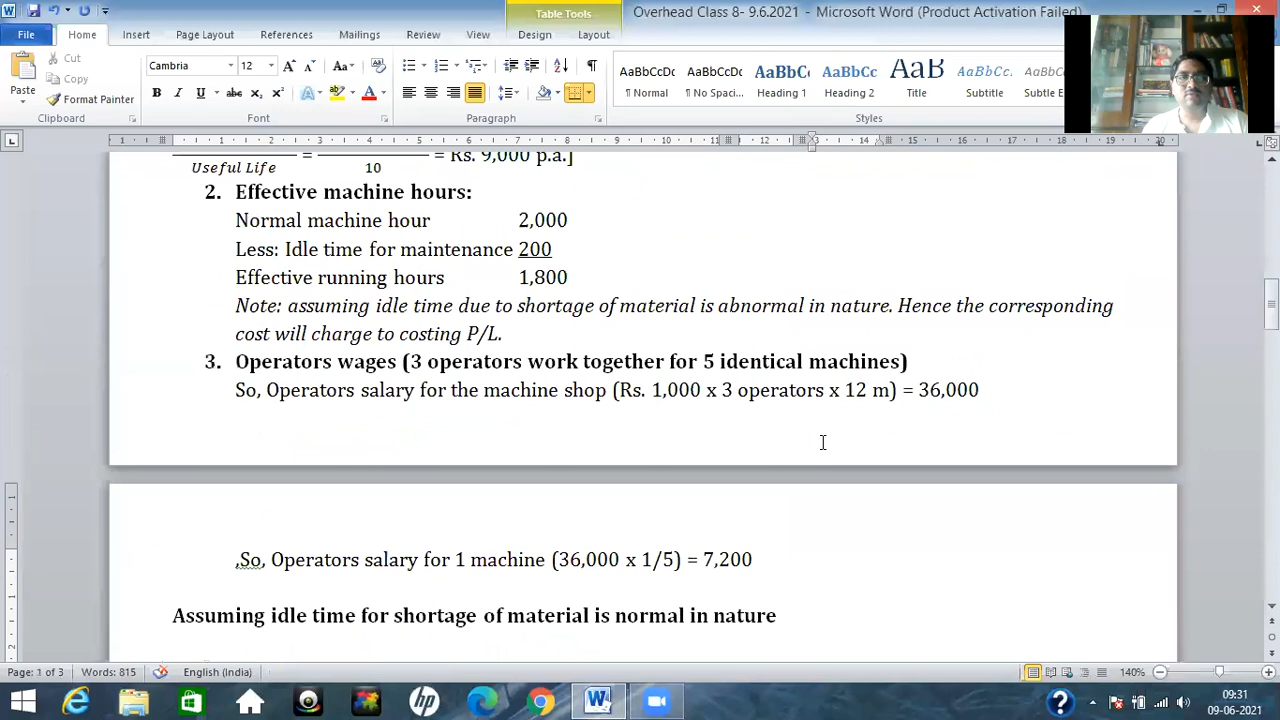 Table Tools
Overhead Class 8- 9.6.2021 - Microsoft Word (Product Activation Failed)
File Home Insert Page Layout References Mailings Review View Design Layout
Cut
Copy
Format Painter
Paste
Clipboard
Cambria 12
Font
Paragraph
AaBbCcDc AaBbCcDc AaBbC AaBbCc AaB AaBbCcL AaBbCcL
¶ Normal ¶ No Spaci... Heading 1 Heading 2 Title Subtitle Subtle E
Styles
Useful Life = 10 = Rs. 9,000 p.a.]
2. Effective machine hours:
Normal machine hour 2,000
Less: Idle time for maintenance 200
Effective running hours 1,800
Note: assuming idle time due to shortage of material is abnormal in nature. Hence the corresponding
cost will charge to costing P/L.
3. Operators wages (3 operators work together for 5 identical machines)
So, Operators salary for the machine shop (Rs. 1,000 x 3 operators x 12 m) = 36,000
,So, Operators salary for 1 machine (36,000 x 1/5) = 7,200
Assuming idle time for shortage of material is normal in nature
Page: 1 of 3 Words: 815 English (India) 140%
09:31
09-06-2021